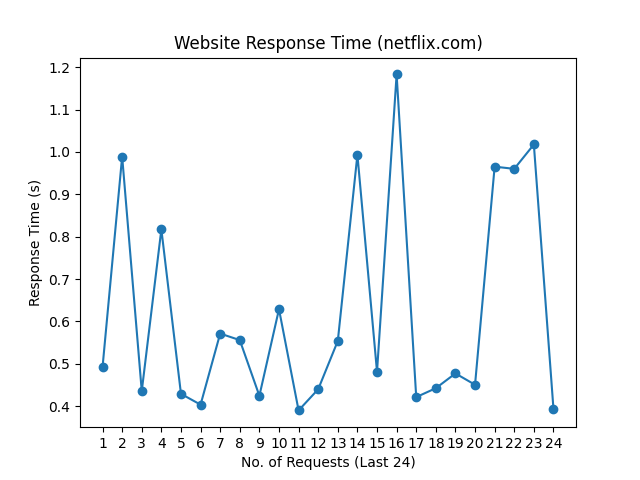 Website Response Time (netflix.com)
1.2
1.1
1.0
0.9
0.8
0.7
0.6
0.5
0.4
Response Time (s)
1 2 3 4 5 6 7 8 9 10 11 12 13 14 15 16 17 18 19 20 21 22 23 24
No. of Requests (Last 24)